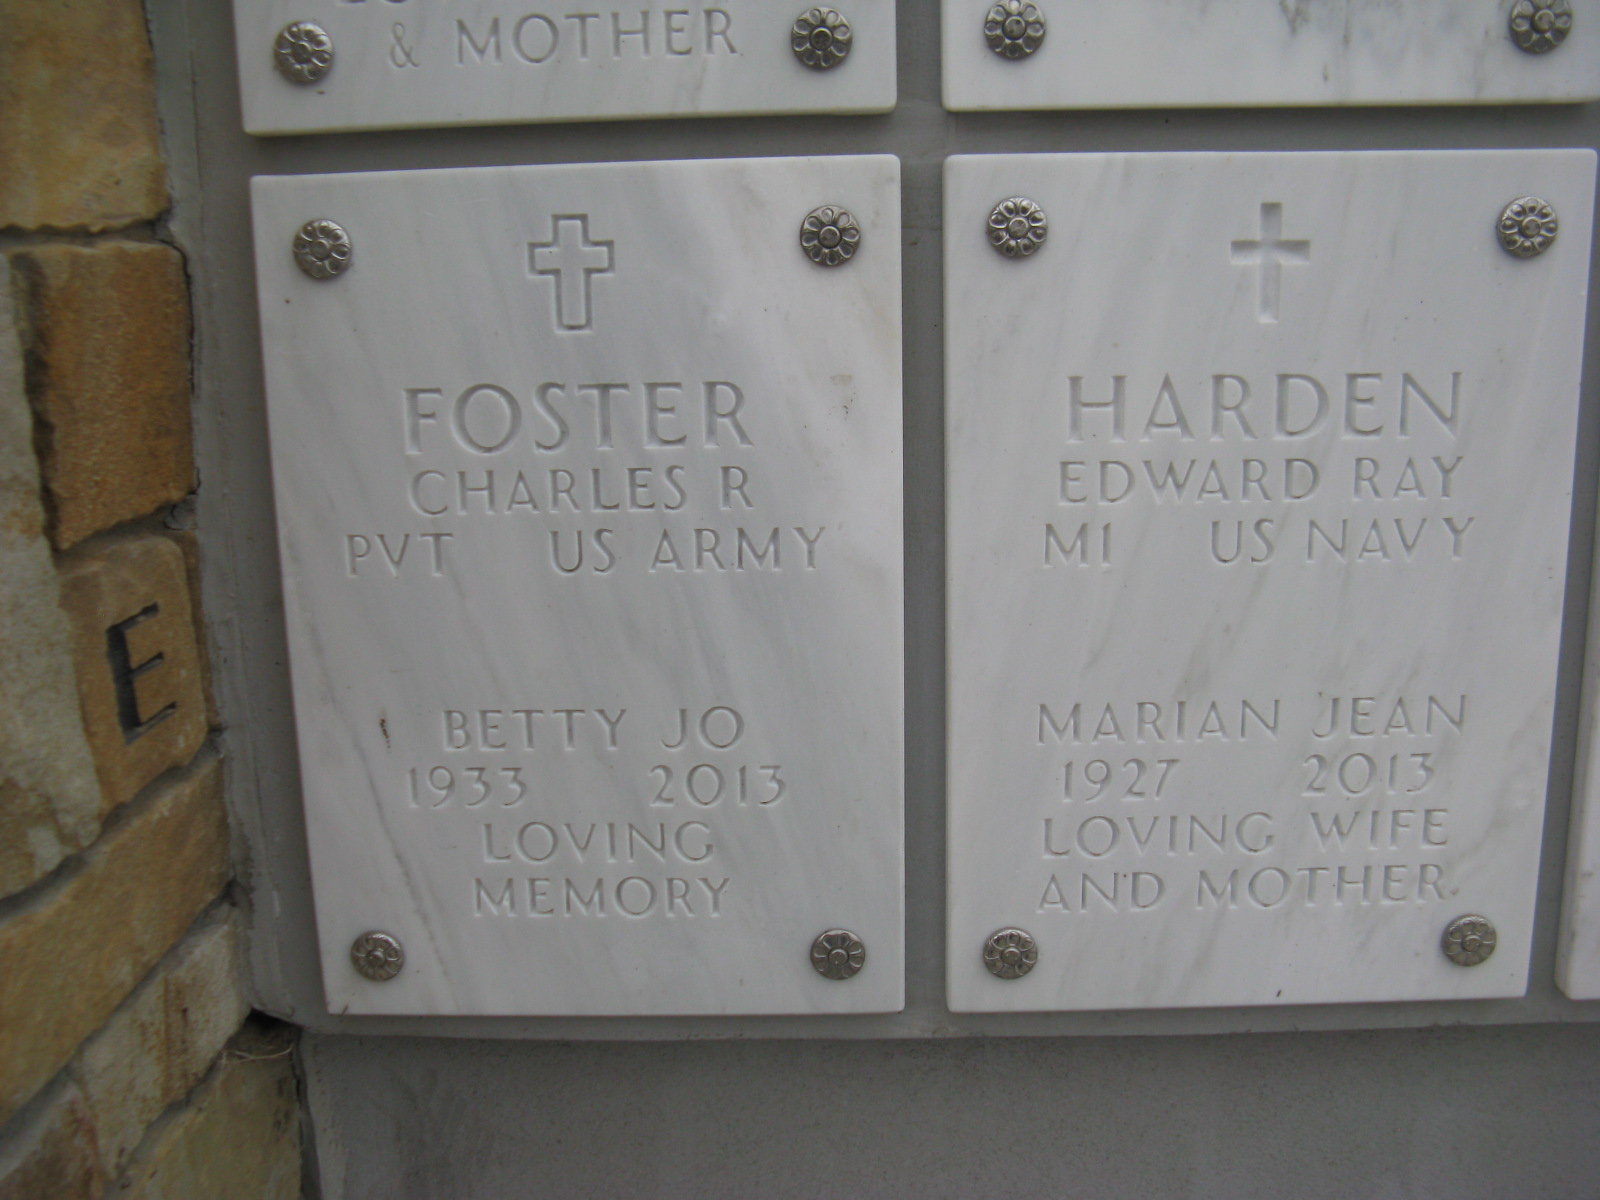 & MOTHER
FOSTER
CHARLES R
PVT US ARMY
BETTY JO
1933 2013
LOVING
MEMORY
HARDEN
EDWARD RAY
M1 US NAVY
MARIAN JEAN
1927 2013
LOVING WIFE
AND MOTHER
E